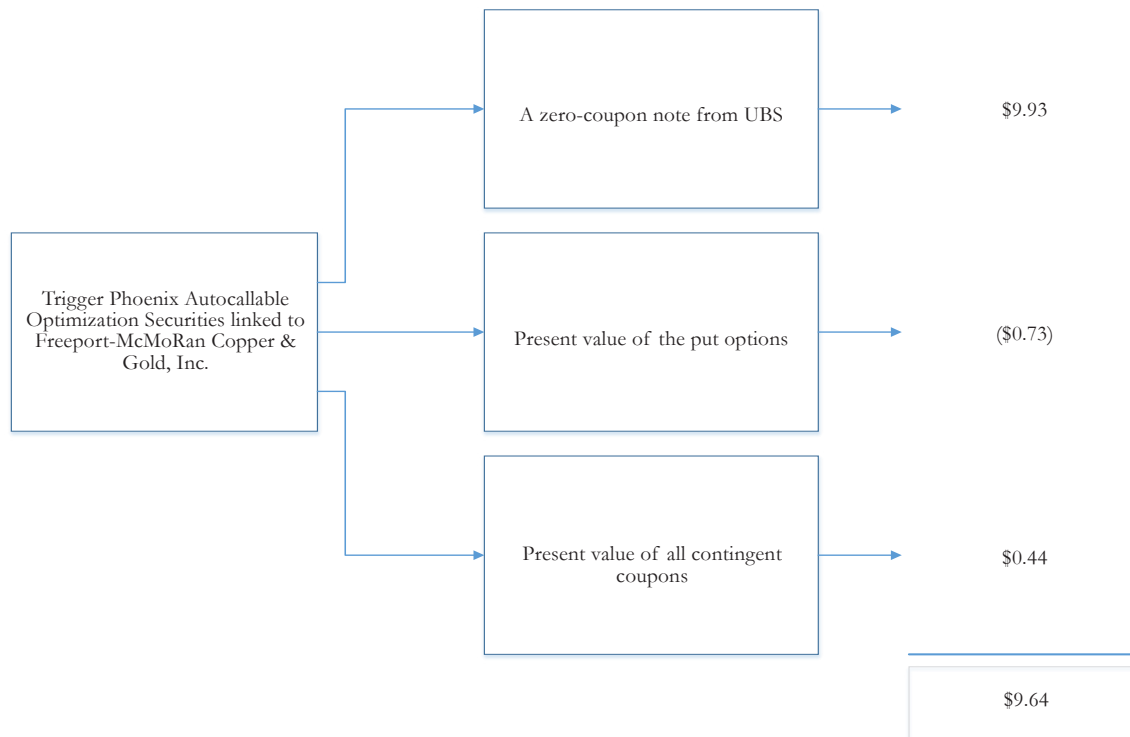 A zero-coupon note from UBS
$9.93
Trigger Phoenix Autocallable
Optimization Securities linked to
Freeport-McMoRan Copper &
Gold, Inc.
Present value of the put options
($0.73)
Present value of all contingent
coupons
$0.44
$9.64